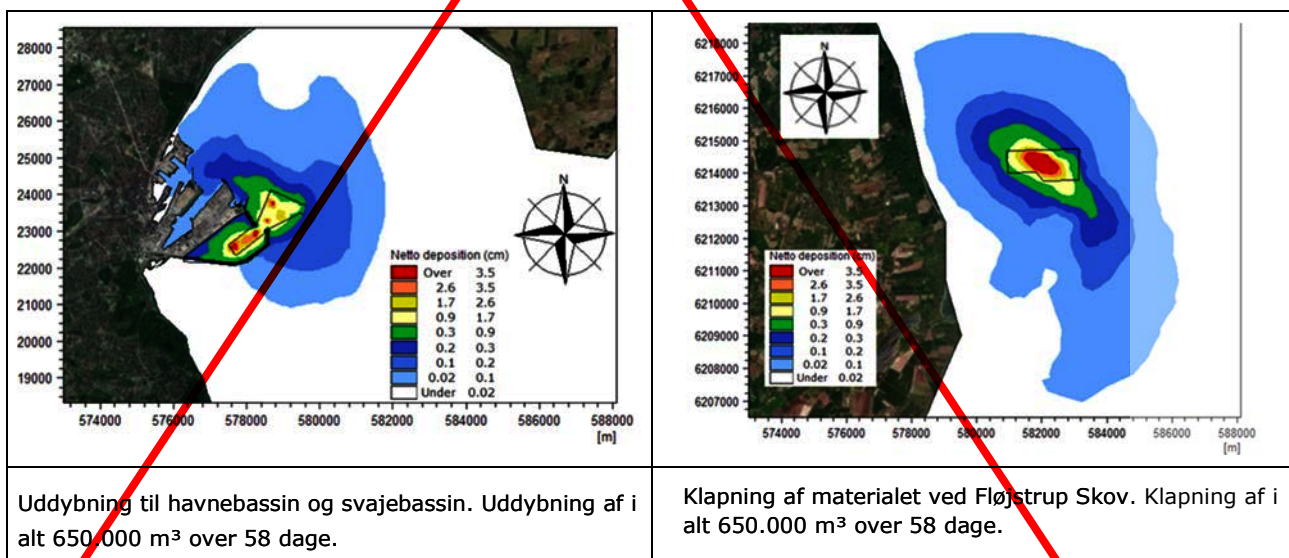 28000
27000
26000
25000
24000
23000
22000
21000
20000
19000
574000 576000 578000 580000 582000 584000 586000 588000
[m]
N
Netto deposition (cm)
Over 3.5
2.6 3.5
1.7 2.6
0.9 1.7
0.3 0.9
0.2 0.3
0.1 0.2
0.02 0.1
Under 0.02
6218000
6217000
6216000
6215000
6214000
6213000
6212000
6211000
6210000
6209000
6208000
6207000
574000 576000 578000 580000 582000 584000 586000 588000
[m]
N
Netto deposition (cm)
Over 3.5
2.6 3.5
1.7 2.6
0.9 1.7
0.3 0.9
0.2 0.3
0.1 0.2
0.02 0.1
Under 0.02
Uddybning til havnebassin og svajebassin. Uddybning af i
alt 650.000 m³ over 58 dage.
Klapning af materialet ved Fløjstrup Skov. Klapning af i
alt 650.000 m³ over 58 dage.